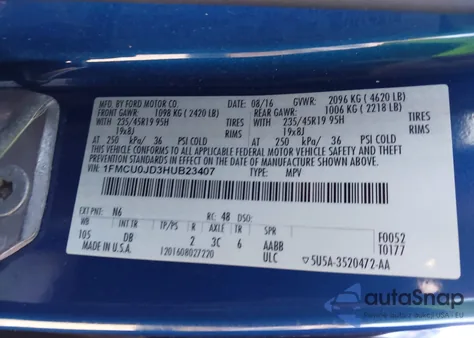 MFD. BY FORD MOTOR CO. DATE: 08/16 GVWR: 2096 KG (4620 LB)
FRONT GAWR: 1098 KG (2420 LB) REAR GAWR: 1006 KG (2218 LB)
WITH 235/45R19 95H TIRES WITH 235/45R19 95H TIRES
19x8J RIMS 19x8J RIMS
AT 250 kPa/ 36 PSI COLD AT 250 kPa/ 36 PSI COLD
THIS VEHICLE CONFORMS TO ALL APPLICABLE FEDERAL MOTOR VEHICLE SAFETY AND THEFT PREVENTION STANDARDS IN EFFECT ON THE DATE OF MANUFACTURE SHOWN ABOVE.
VIN: 1FMCU0JD3HUB23407 TYPE: MPV
EXT PNT: N6 RC: 48 DSO: F0052
WB BRK INT TR TP/PS R AXLE TR T0177
105 DB 2 3C 6 AABB
MADE IN U.S.A. 1201608027220 ULC 5U5A-3520472-AA
autoSnap
AVAILABLE CARS USA/EU